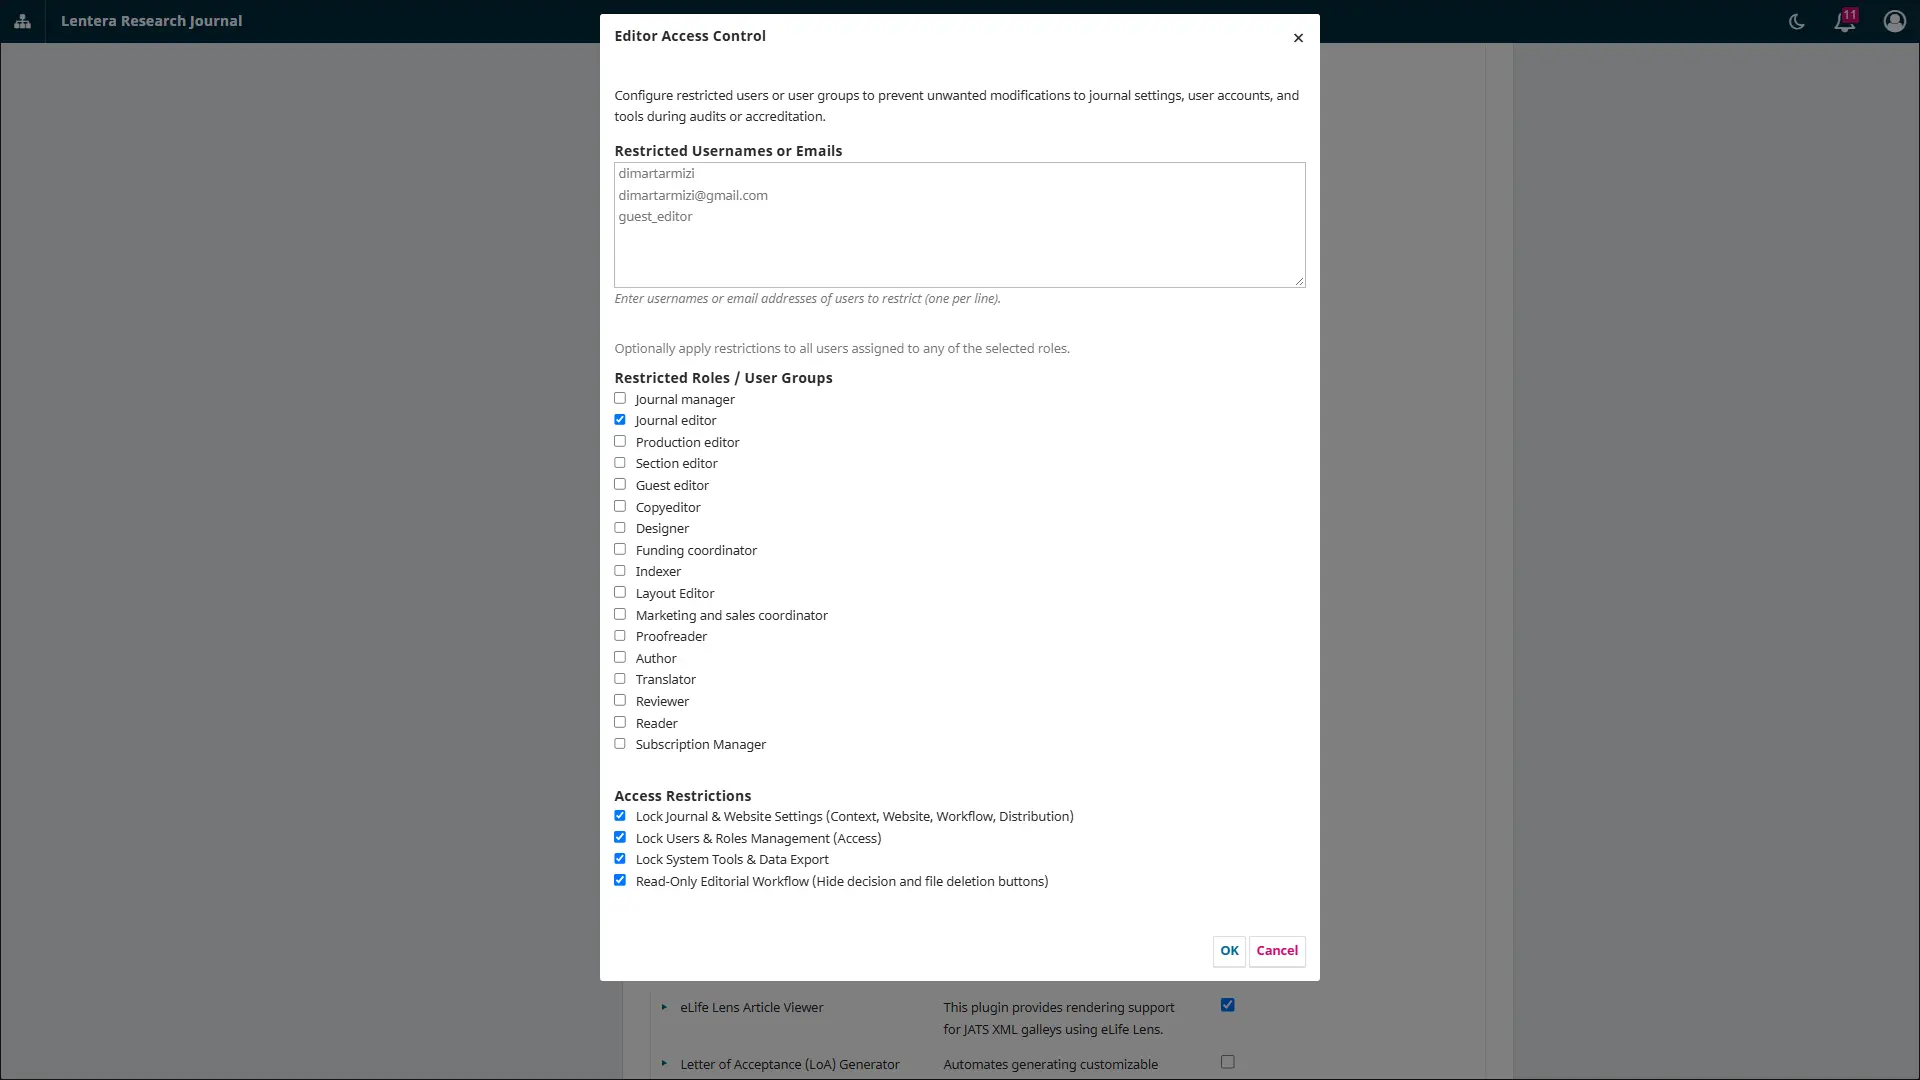 Lentera Research Journal
11
Editor Access Control
Configure restricted users or user groups to prevent unwanted modifications to journal settings, user accounts, and
tools during audits or accreditation.
Restricted Usernames or Emails
dimartarmizi
dimartarmizi@gmail.com
guest_editor
Enter usernames or email addresses of users to restrict (one per line).
Optionally apply restrictions to all users assigned to any of the selected roles.
Restricted Roles / User Groups
Journal manager
Journal editor
Production editor
Section editor
Guest editor
Copyeditor
Designer
Funding coordinator
Indexer
Layout Editor
Marketing and sales coordinator
Proofreader
Author
Translator
Reviewer
Reader
Subscription Manager
Access Restrictions
Lock Journal & Website Settings (Context, Website, Workflow, Distribution)
Lock Users & Roles Management (Access)
Lock System Tools & Data Export
Read-Only Editorial Workflow (Hide decision and file deletion buttons)
OK
Cancel
eLife Lens Article Viewer
This plugin provides rendering support
for JATS XML galleys using eLife Lens.
Letter of Acceptance (LoA) Generator
Automates generating customizable